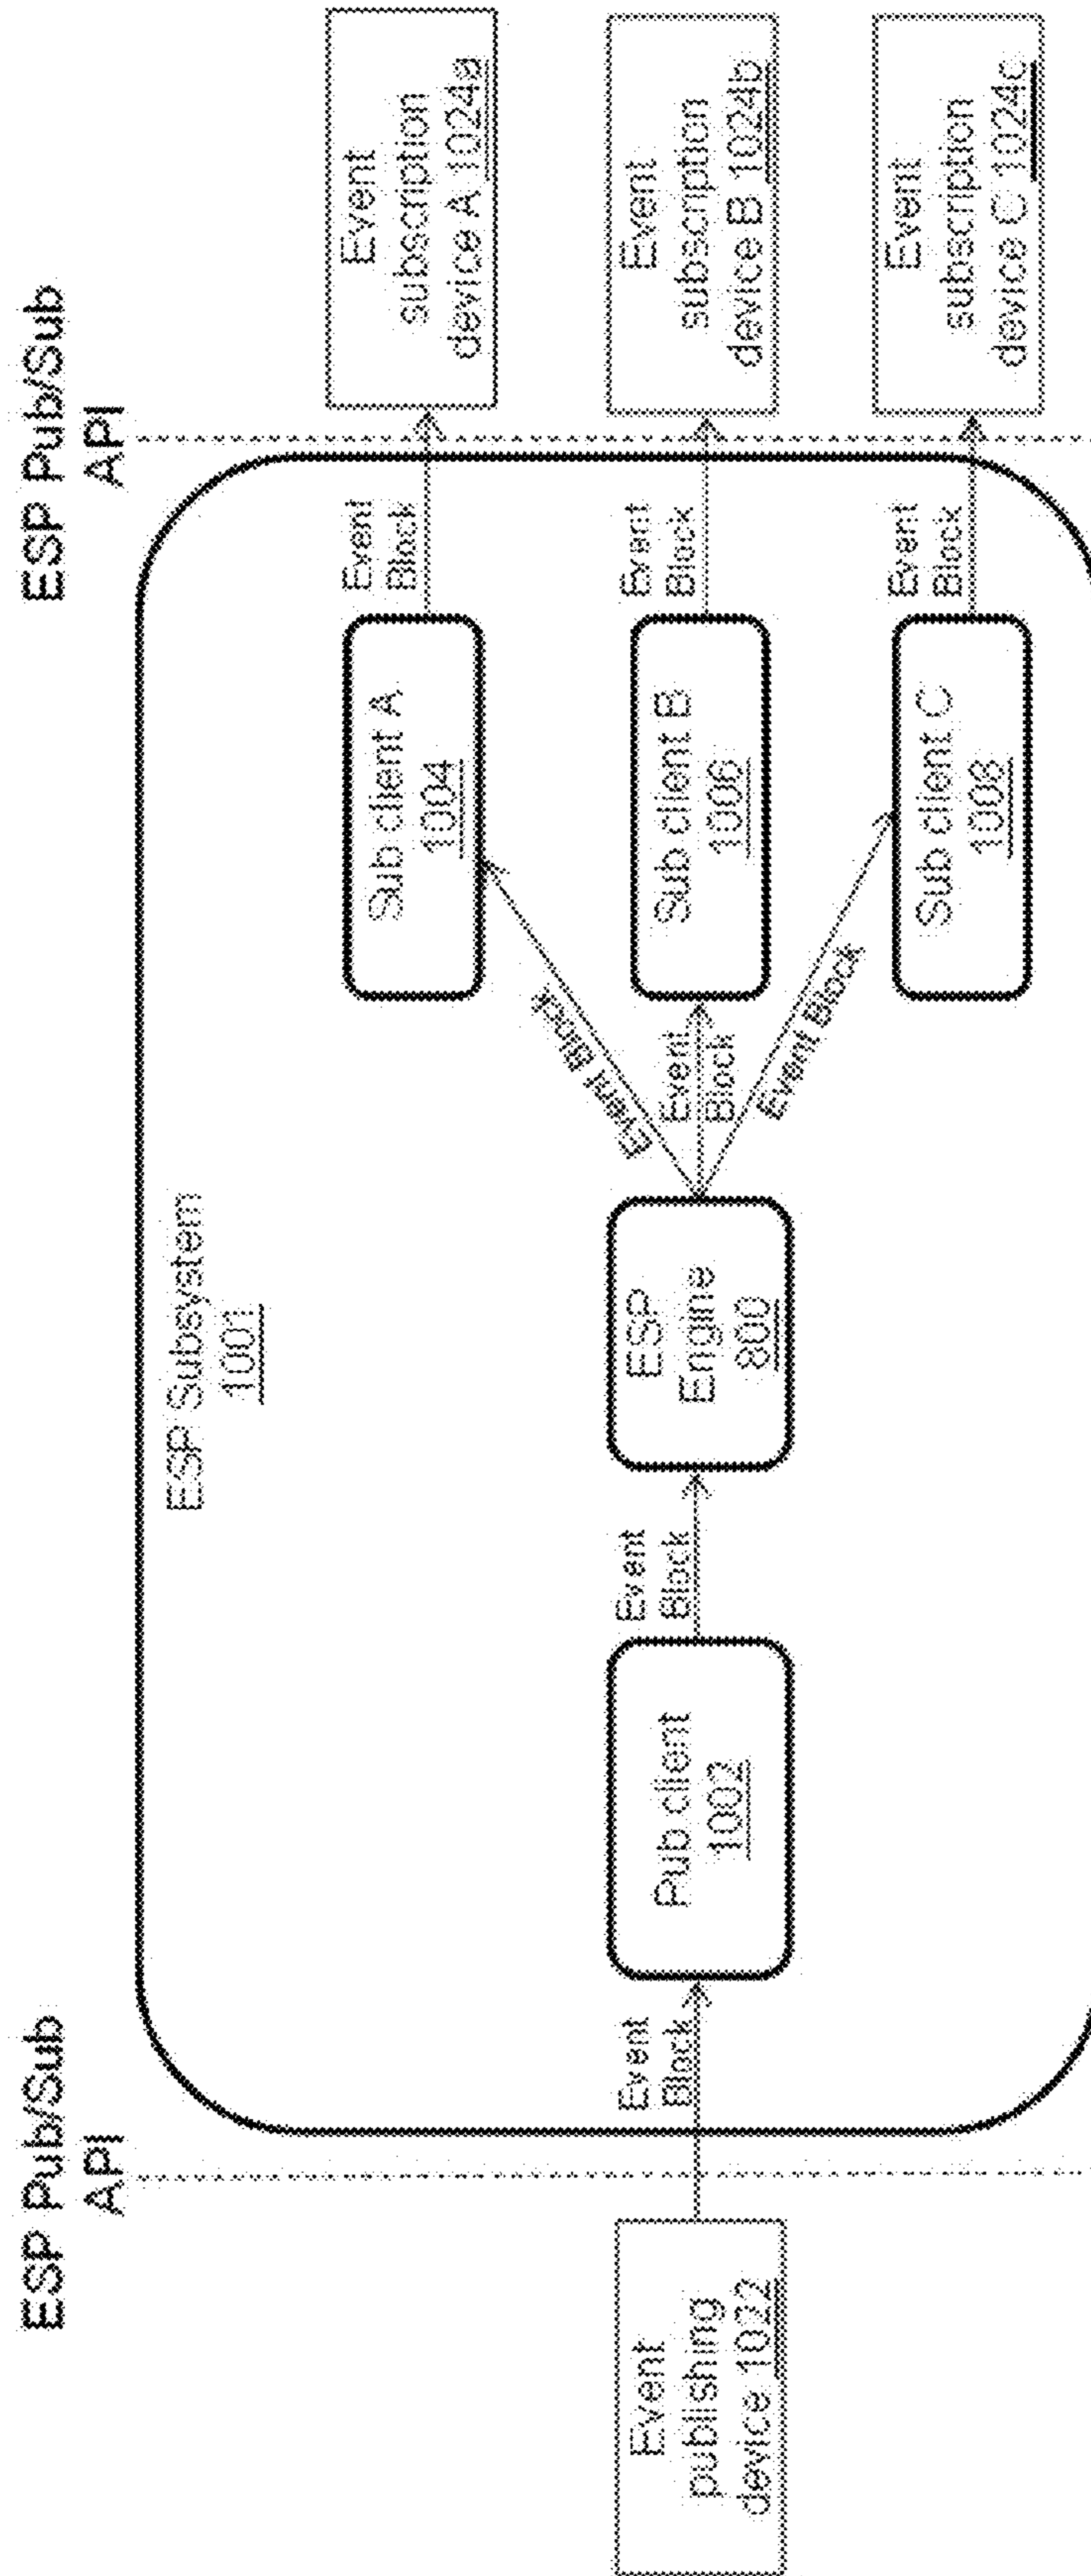 ESP Pub/Sub
API
ESP Pub/Sub
API
ESP Subsystem
1001
Event
publishing
device 1022
Event
Block
Pub client
1002
Event
Block
ESP
Engine
800
Event Block
Event
Block
Event Block
Sub client A
1004
Sub client B
1006
Sub client C
1008
Event
Block
Event
Block
Event
Block
Event
subscription
device A 1024a
Event
subscription
device B 1024b
Event
subscription
device C 1024c